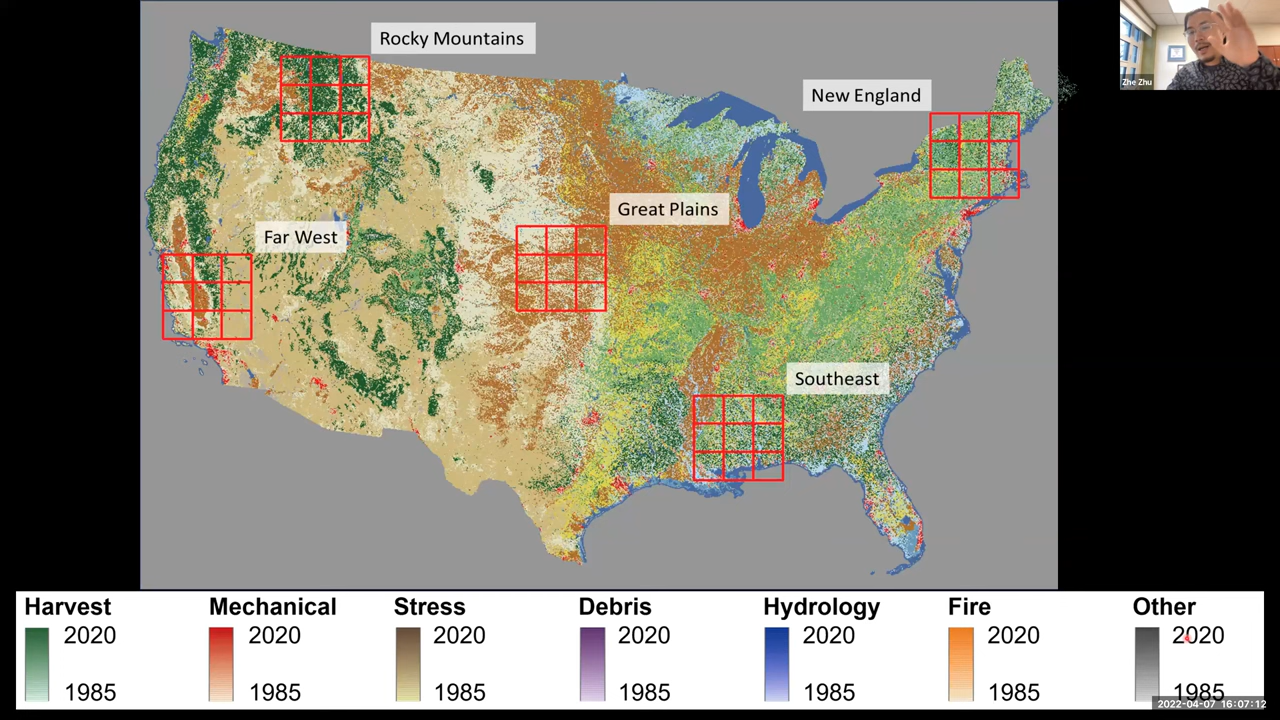 Rocky Mountains
New England
Zhe Zhu
Great Plains
Far West
Southeast
Harvest Mechanical Stress Debris Hydrology Fire Other
2020 2020 2020 2020 2020 2020 2020
1985 1985 1985 1985 1985 1985 1985
2022-04-07 16:07:12